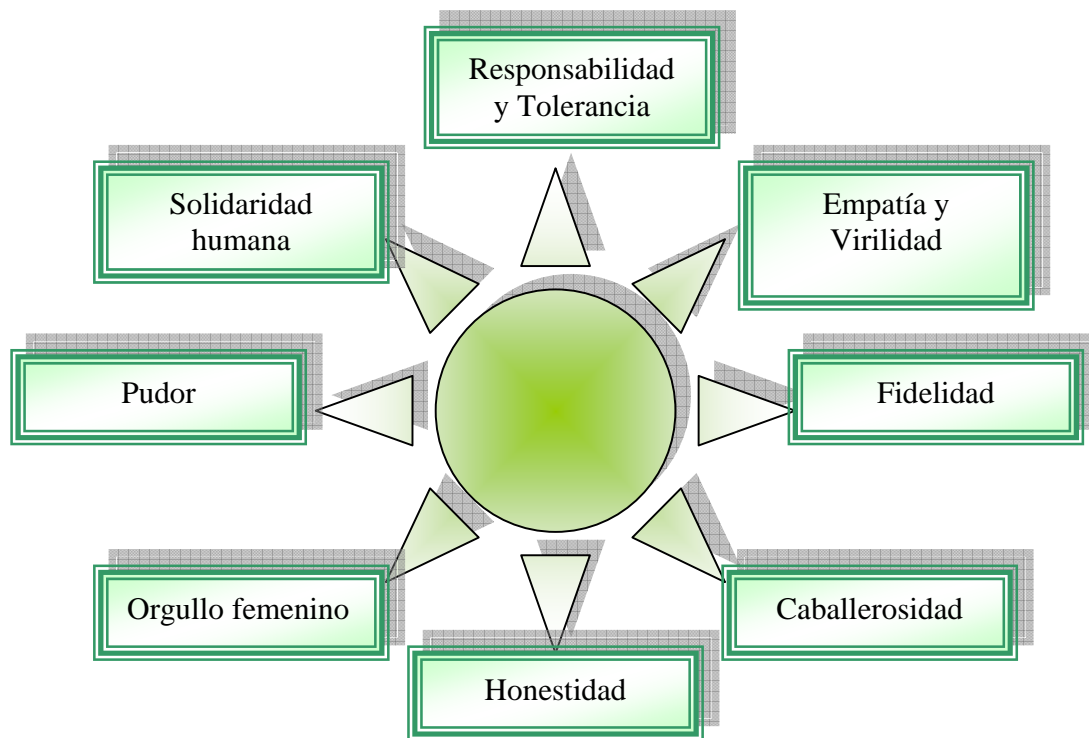 Responsabilidad
y Tolerancia
Solidaridad
humana
Empatía y
Virilidad
Pudor
Fidelidad
Orgullo femenino
Caballerosidad
Honestidad